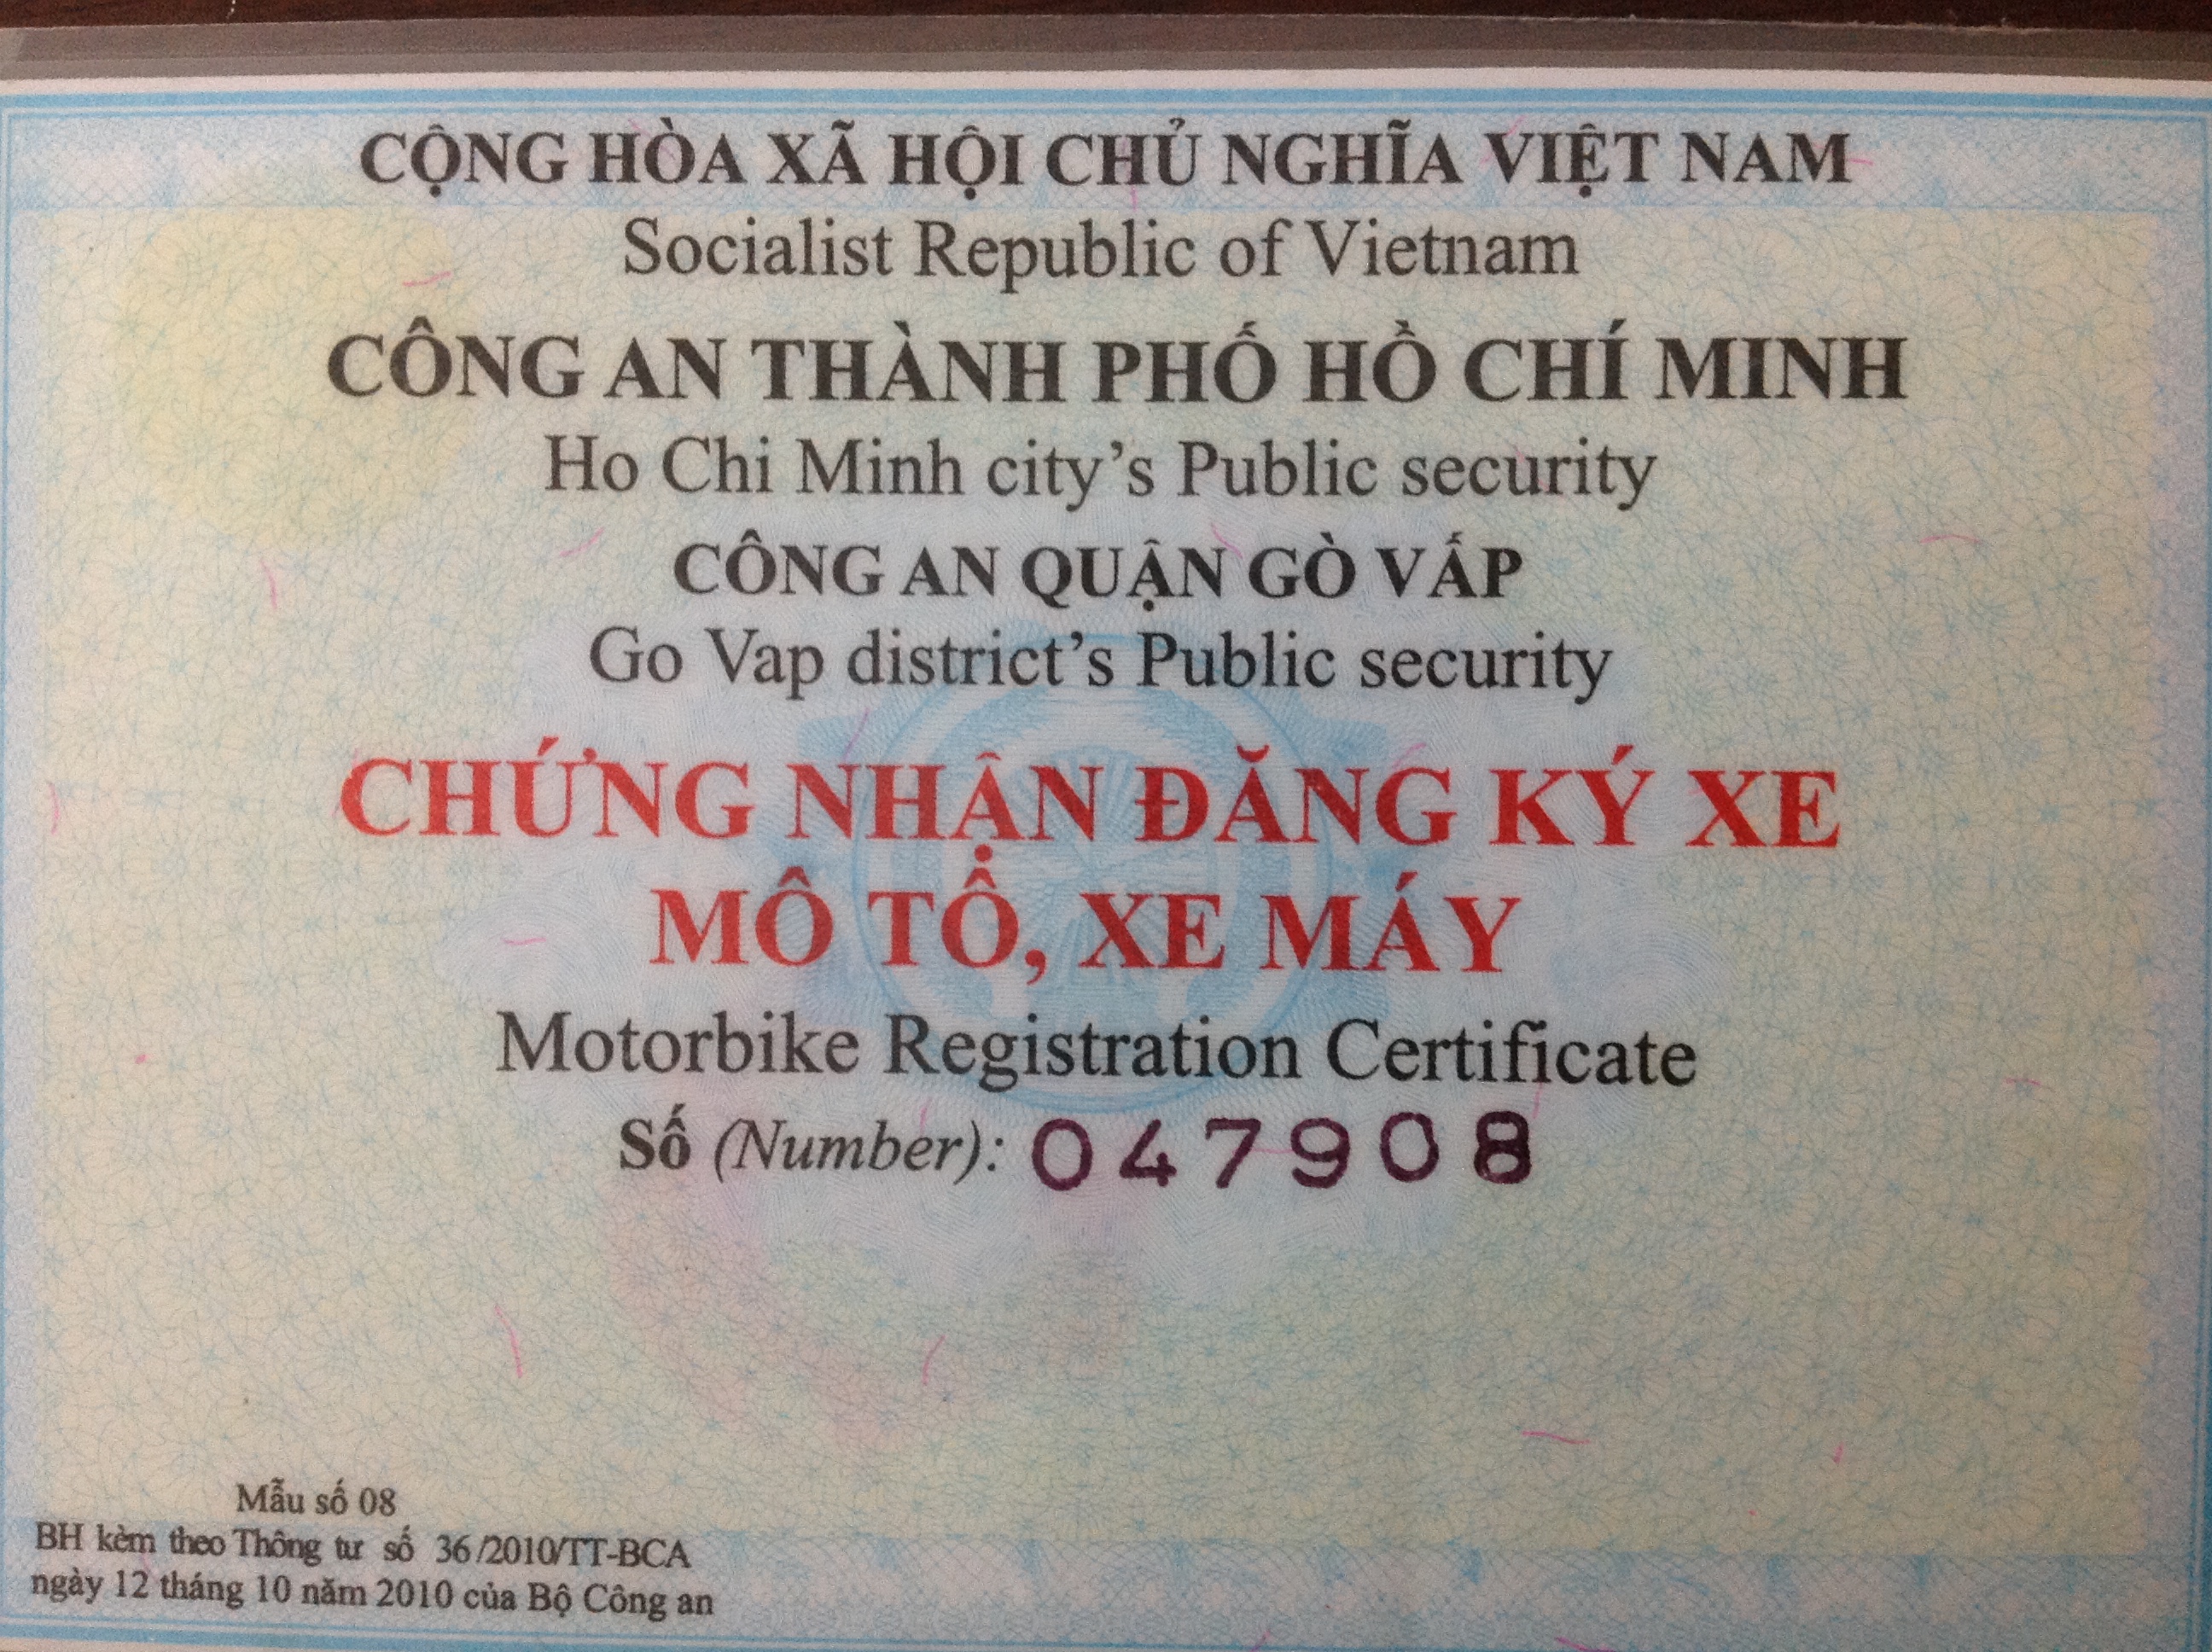 CỘNG HÒA XÃ HỘI CHỦ NGHĨA VIỆT NAM
Socialist Republic of Vietnam
CÔNG AN THÀNH PHỐ HỒ CHÍ MINH
Ho Chi Minh city’s Public security
CÔNG AN QUẬN GÒ VẤP
Go Vap district’s Public security
CHỨNG NHẬN ĐĂNG KÝ XE
MÔ TÔ, XE MÁY
Motorbike Registration Certificate
Số (Number): 047908
Mẫu số 08
BH kèm theo Thông tư số 36/2010/TT-BCA
ngày 12 tháng 10 năm 2010 của Bộ Công an